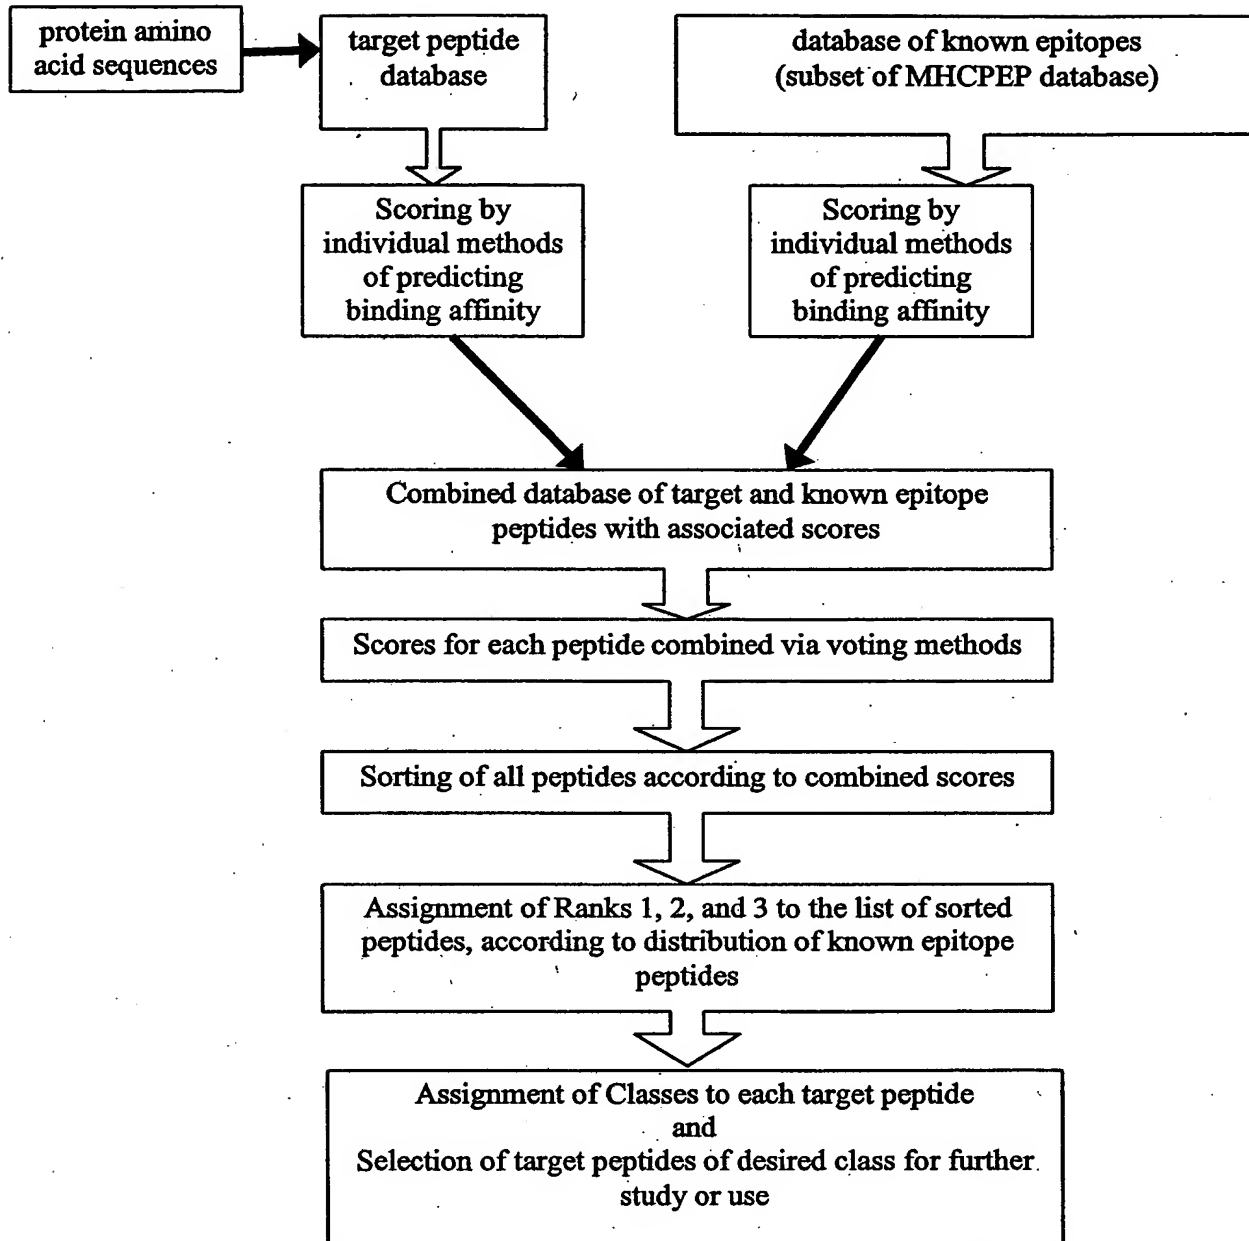 protein amino
acid sequences
target peptide
database
database of known epitopes
(subset of MHCPEP database)
Scoring by
individual methods
of predicting
binding affinity
Scoring by
individual methods
of predicting
binding affinity
Combined database of target and known epitope
peptides with associated scores
Scores for each peptide combined via voting methods
Sorting of all peptides according to combined scores
Assignment of Ranks 1, 2, and 3 to the list of sorted
peptides, according to distribution of known epitope
peptides
Assignment of Classes to each target peptide
and
Selection of target peptides of desired class for further
study or use